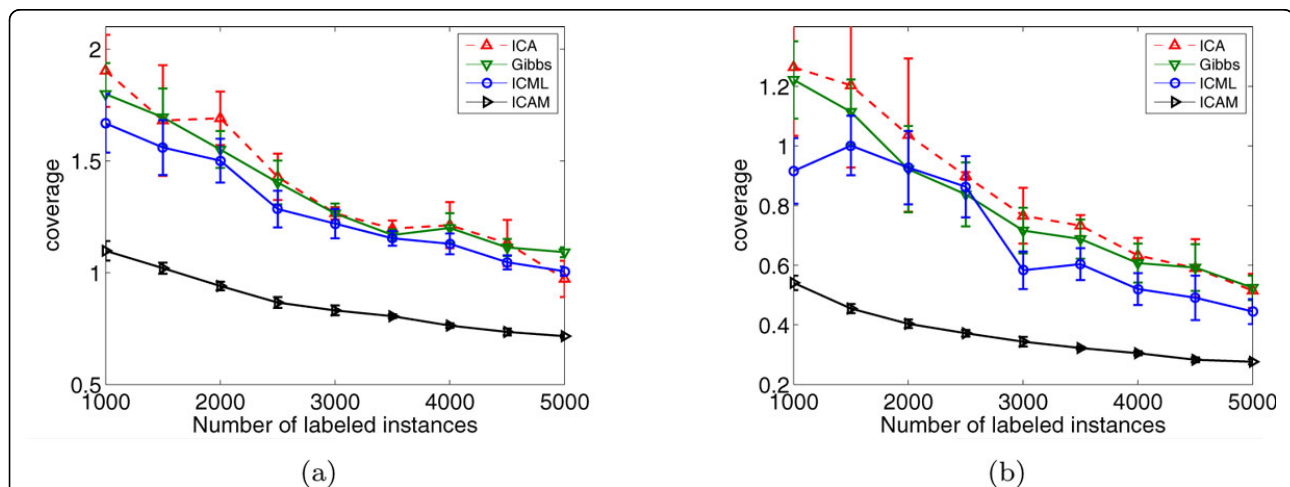 2
1.5
1
0.5
coverage
1000
2000
3000
4000
5000
Number of labeled instances
ICA
Gibbs
ICML
ICAM
(a)
1.2
1
0.8
0.6
0.4
0.2
coverage
1000
2000
3000
4000
5000
Number of labeled instances
ICA
Gibbs
ICML
ICAM
(b)